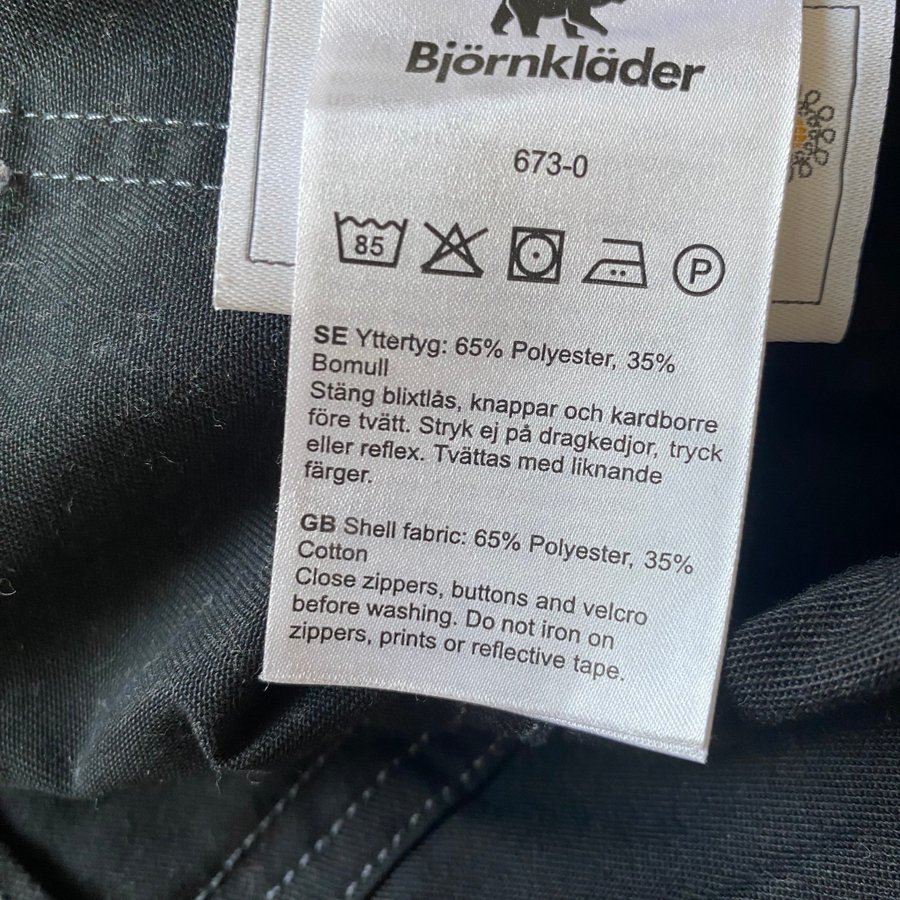 Björnkläder
673-0
85
P
SE Yttertyg: 65% Polyester, 35%
Bomull
Stäng blixtlås, knappar och kardborre
före tvätt. Stryk ej på dragkedjor, tryck
eller reflex. Tvättas med liknande
färger.
GB Shell fabric: 65% Polyester, 35%
Cotton
Close zippers, buttons and velcro
before washing. Do not iron on
zippers, prints or reflective tape.